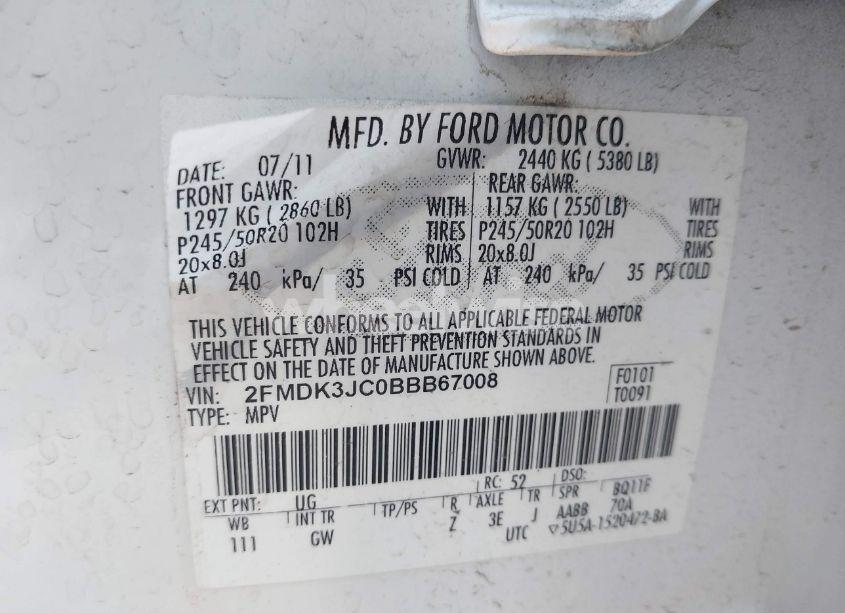 MFD. BY FORD MOTOR CO.
DATE: 07/11 GVWR: 2440 KG ( 5380 LB)
FRONT GAWR: REAR GAWR:
1297 KG ( 2860 LB) WITH 1157 KG ( 2550 LB) WITH
P245/50R20 102H TIRES P245/50R20 102H TIRES
20x8.0J RIMS 20x8.0J RIMS
AT 240 kPa/ 35 PSI COLD AT 240 kPa/ 35 PSI COLD
THIS VEHICLE CONFORMS TO ALL APPLICABLE FEDERAL MOTOR
VEHICLE SAFETY AND THEFT PREVENTION STANDARDS IN
EFFECT ON THE DATE OF MANUFACTURE SHOWN ABOVE.
VIN: 2FMDK3JC0BBB67008 F0101
TYPE: MPV T0091
RC: 52 DSO:
EXT PNT: UG AXLE TR SPR BQ11F
WB INT TR TP/PS R 3E J AABB 70A
111 GW Z UTC ▽5U5A-1520472-BA